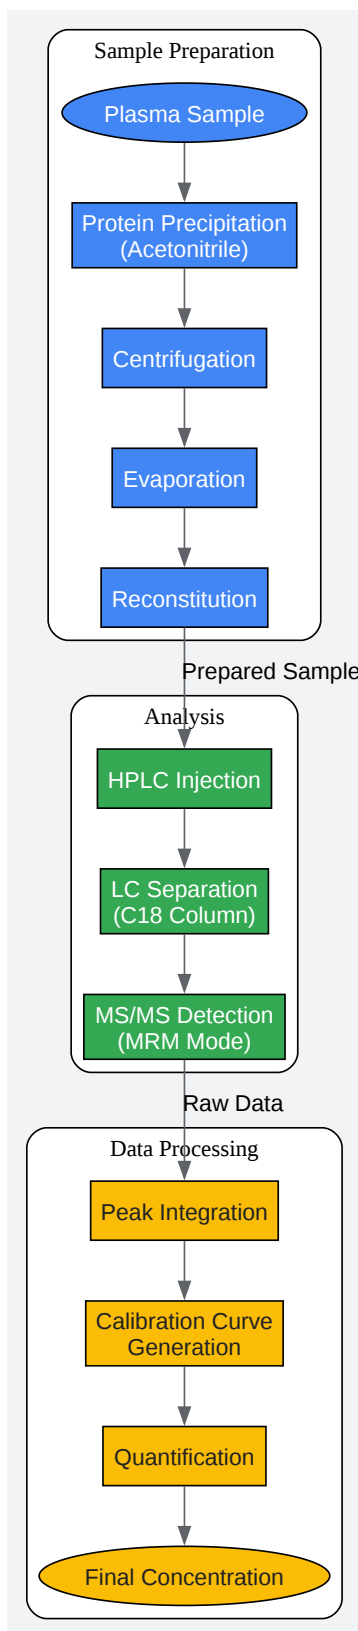 Sample Preparation
Plasma Sample
Protein Precipitation
(Acetonitrile)
Centrifugation
Evaporation
Reconstitution
Prepared Sample
Analysis
HPLC Injection
LC Separation
(C18 Column)
MS/MS Detection
(MRM Mode)
Raw Data
Data Processing
Peak Integration
Calibration Curve
Generation
Quantification
Final Concentration